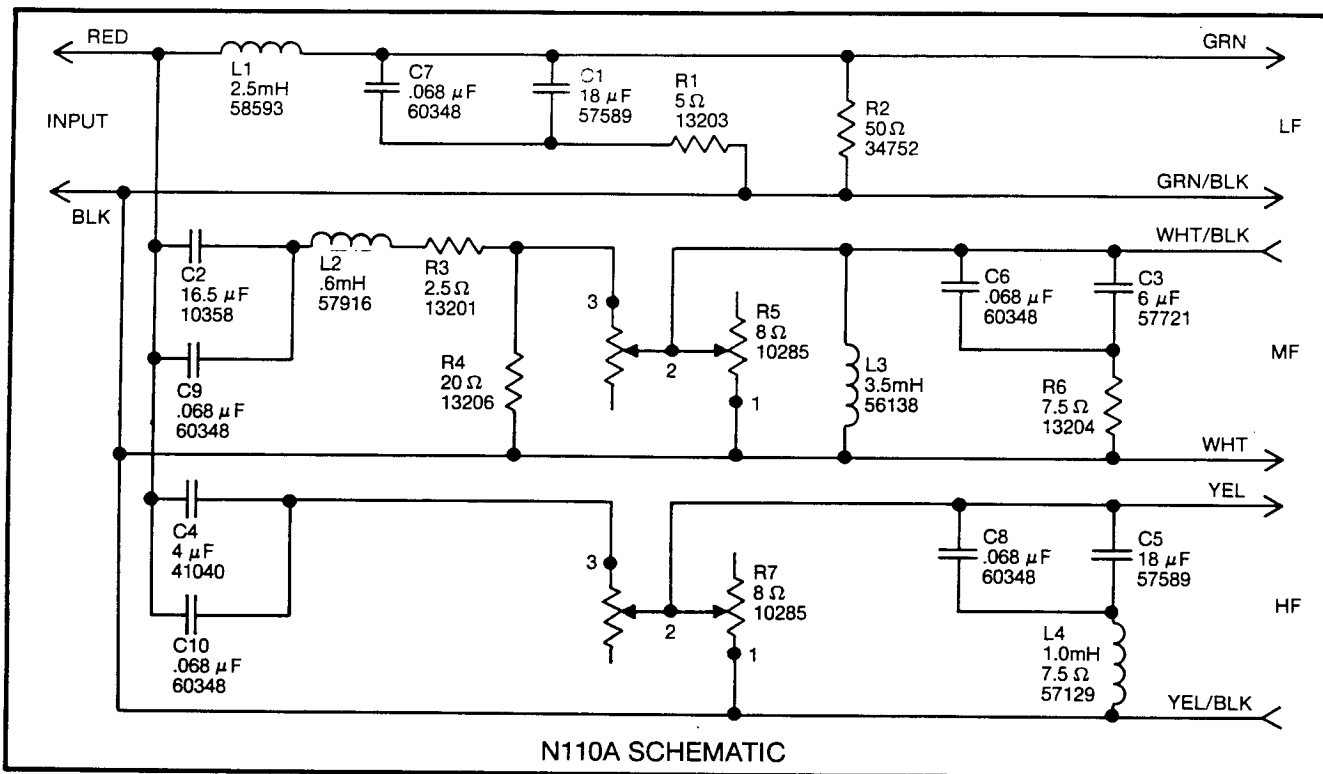 RED
GRN
L1
2.5mH
58593
C7
.068 µF
60348
C1
18 µF
57589
R1
5 Ω
13203
R2
50 Ω
34752
INPUT
LF
BLK
GRN/BLK
C2
16.5 µF
10358
L2
.6mH
57916
R3
2.5 Ω
13201
WHT/BLK
C6
.068 µF
60348
C3
6 µF
57721
3
R5
8 Ω
10285
2
1
R4
20 Ω
13206
L3
3.5mH
56138
MF
C9
.068 µF
60348
R6
7.5 Ω
13204
WHT
YEL
C4
4 µF
41040
3
R7
8 Ω
10285
2
1
C8
.068 µF
60348
C5
18 µF
57589
HF
C10
.068 µF
60348
L4
1.0mH
7.5 Ω
57129
YEL/BLK
N110A SCHEMATIC